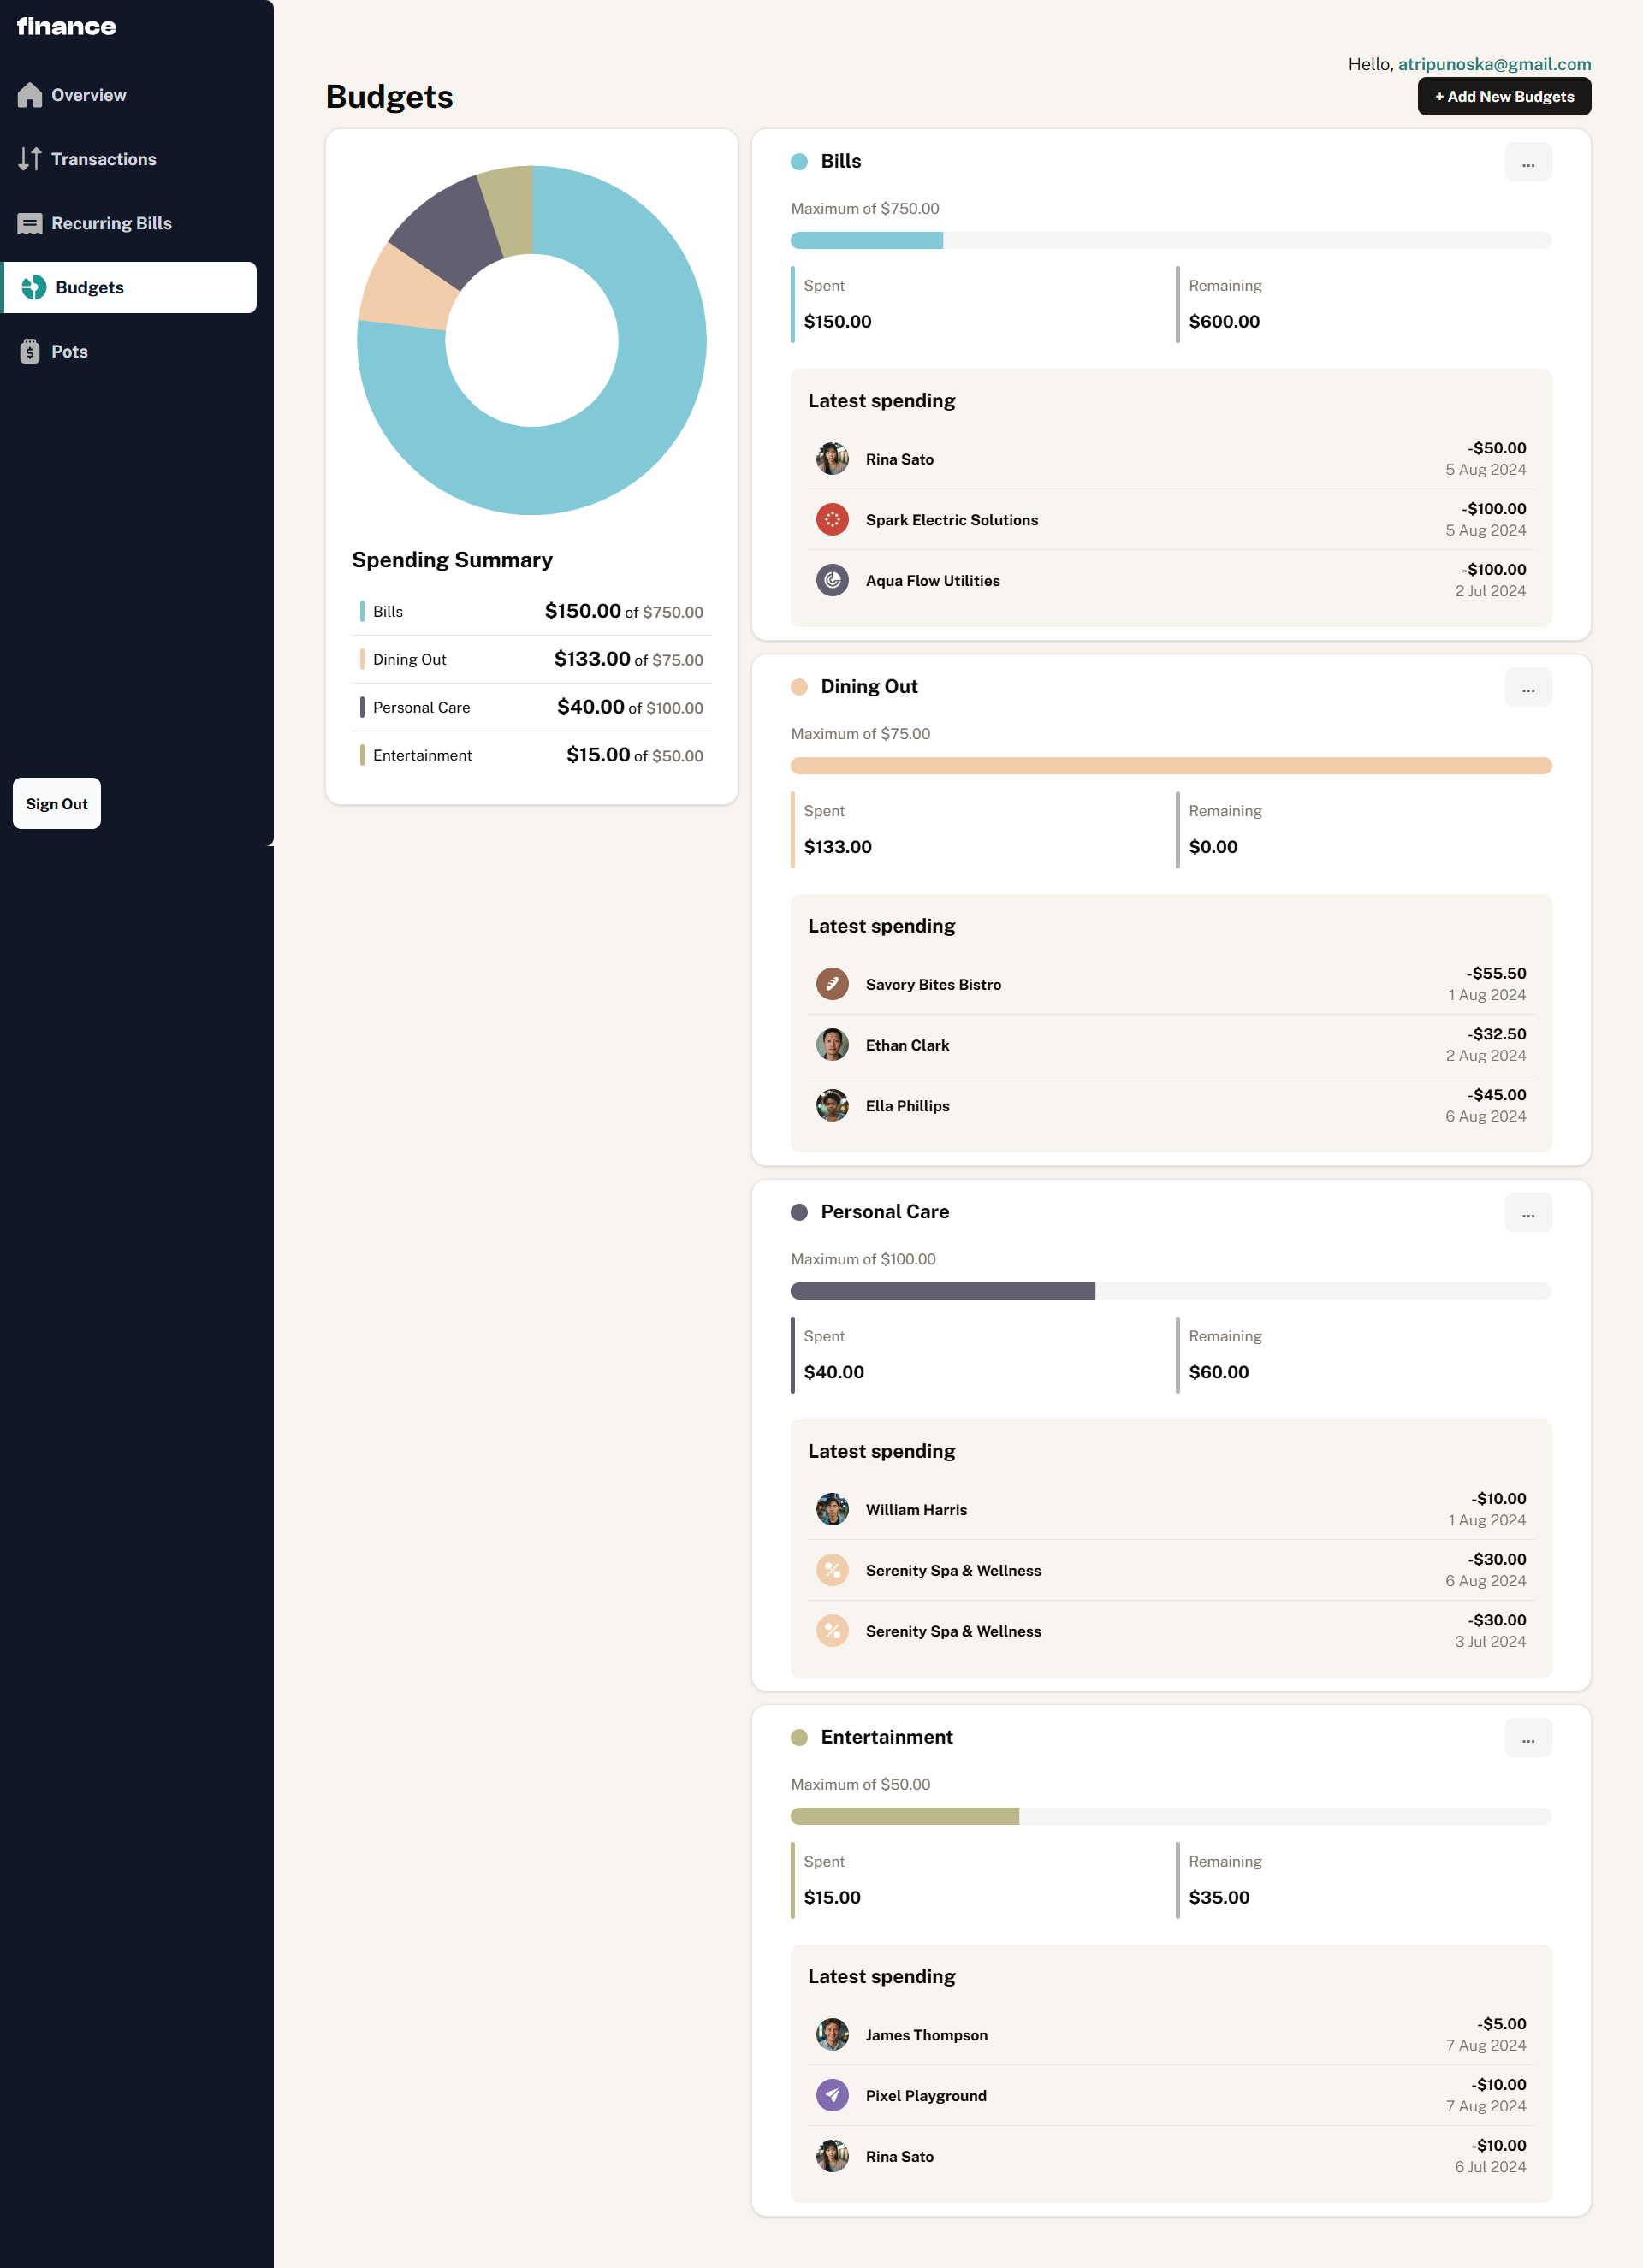 finance
Overview
Transactions
Recurring Bills
Budgets
Pots
Sign Out
Hello, atripunoska@gmail.com
Budgets
+ Add New Budgets
Spending Summary
Bills $150.00 of $750.00
Dining Out $133.00 of $75.00
Personal Care $40.00 of $100.00
Entertainment $15.00 of $50.00
Bills ...
Maximum of $750.00
Spent Remaining
$150.00 $600.00
Latest spending
Rina Sato -$50.00
5 Aug 2024
Spark Electric Solutions -$100.00
5 Aug 2024
Aqua Flow Utilities -$100.00
2 Jul 2024
Dining Out ...
Maximum of $75.00
Spent Remaining
$133.00 $0.00
Latest spending
Savory Bites Bistro -$55.50
1 Aug 2024
Ethan Clark -$32.50
2 Aug 2024
Ella Phillips -$45.00
6 Aug 2024
Personal Care ...
Maximum of $100.00
Spent Remaining
$40.00 $60.00
Latest spending
William Harris -$10.00
1 Aug 2024
Serenity Spa & Wellness -$30.00
6 Aug 2024
Serenity Spa & Wellness -$30.00
3 Jul 2024
Entertainment ...
Maximum of $50.00
Spent Remaining
$15.00 $35.00
Latest spending
James Thompson -$5.00
7 Aug 2024
Pixel Playground -$10.00
7 Aug 2024
Rina Sato -$10.00
6 Jul 2024